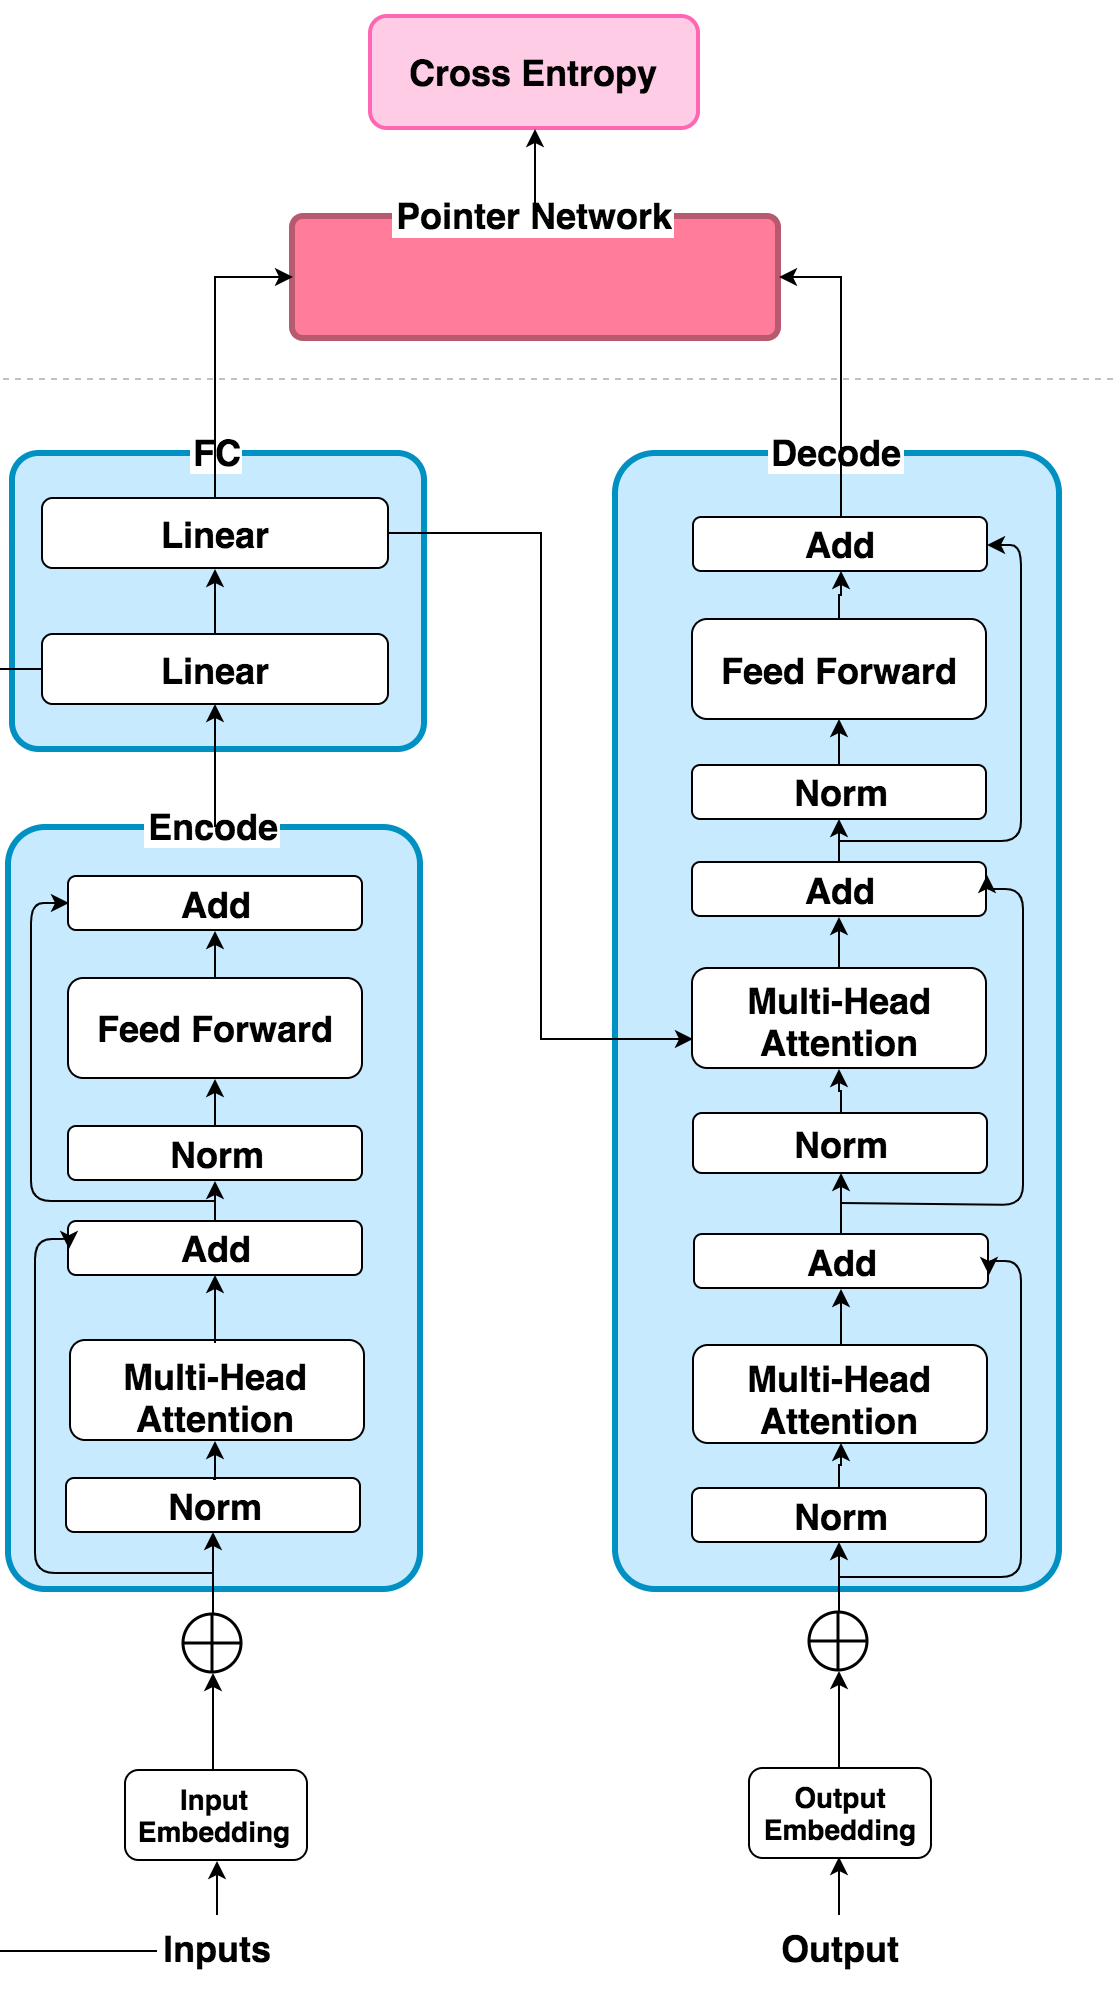 Cross Entropy
Pointer Network
FC
Linear
Linear
Encode
Add
Feed Forward
Norm
Add
Multi-Head
Attention
Norm
Input
Embedding
Inputs
Decode
Add
Feed Forward
Norm
Add
Multi-Head
Attention
Norm
Add
Multi-Head
Attention
Norm
Output
Embedding
Output